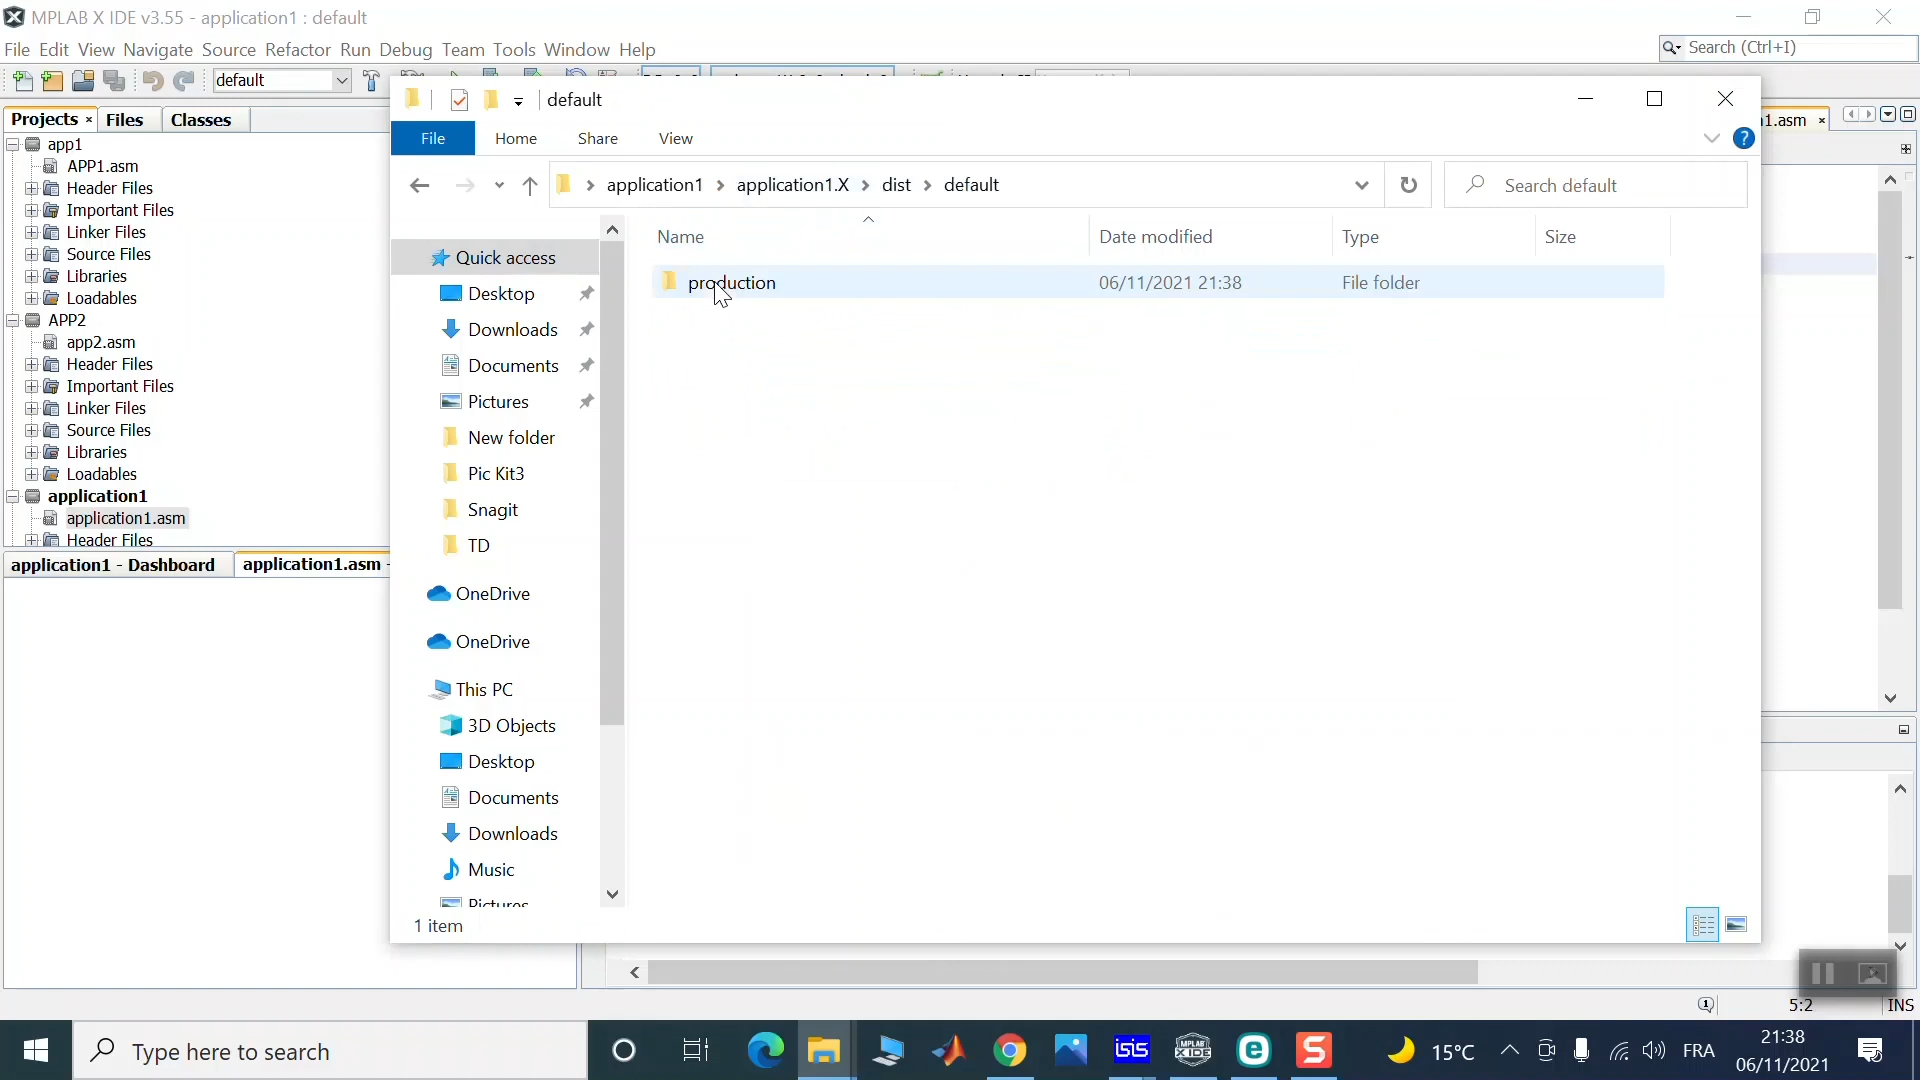 MPLAB X IDE v3.55 - application1 : default
File Edit View Navigate Source Refactor Run Debug Team Tools Window Help
Search (Ctrl+I)
default
default
Projects × Files Classes
1.asm ×
File Home Share View
application1 > application1.X > dist > default
Search default
Name Date modified Type Size
production 06/11/2021 21:38 File folder
app1
APP1.asm
Header Files
Important Files
Linker Files
Source Files
Libraries
Loadables
APP2
app2.asm
Header Files
Important Files
Linker Files
Source Files
Libraries
Loadables
application1
application1.asm
Header Files
application1 - Dashboard application1.asm -
Quick access
Desktop
Downloads
Documents
Pictures
New folder
Pic Kit3
Snagit
TD
OneDrive
OneDrive
This PC
3D Objects
Desktop
Documents
Downloads
Music
Pictures
1 item
5:2 INS
Type here to search
isis
MPLAB X IDE
15°C
FRA
21:38
06/11/2021